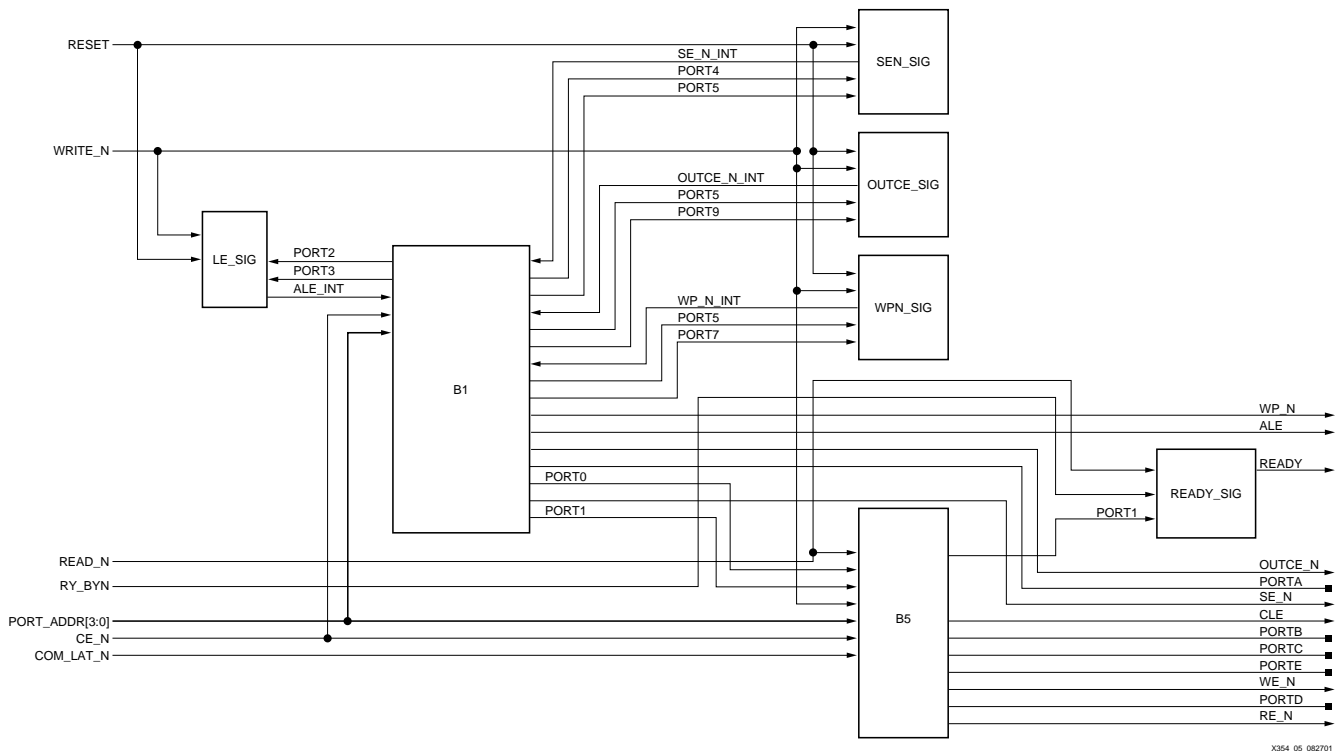 RESET
SE_N_INT
PORT4
PORT5
SEN_SIG
WRITE_N
OUTCE_N_INT
PORT5
PORT9
OUTCE_SIG
LE_SIG
PORT2
PORT3
ALE_INT
B1
WP_N_INT
PORT5
PORT7
WPN_SIG
WP_N
ALE
PORT0
PORT1
READY_SIG
READY
PORT1
READ_N
RY_BYN
PORT_ADDR[3:0]
CE_N
COM_LAT_N
B5
OUTCE_N
PORTA
SE_N
CLE
PORTB
PORTC
PORTE
WE_N
PORTD
RE_N
X354_05_082701